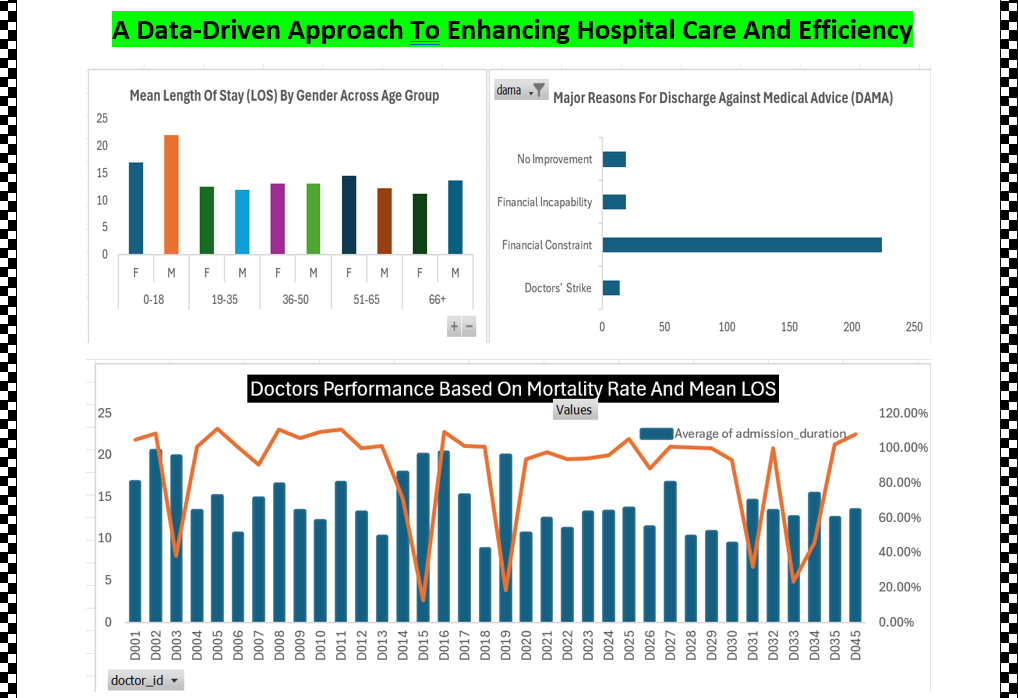 A Data-Driven Approach To Enhancing Hospital Care And Efficiency
Mean Length Of Stay (LOS) By Gender Across Age Group
25
20
15
10
5
0
F M F M F M F M F M
0-18 19-35 36-50 51-65 66+
+ −
dama
Major Reasons For Discharge Against Medical Advice (DAMA)
No Improvement
Financial Incapability
Financial Constraint
Doctors' Strike
0 50 100 150 200 250
Doctors Performance Based On Mortality Rate And Mean LOS
Values
Average of admission_duration
25
20
15
10
5
0
120.00%
100.00%
80.00%
60.00%
40.00%
20.00%
0.00%
D001 D002 D003 D004 D005 D006 D007 D008 D009 D010 D011 D012 D013 D014 D015 D016 D017 D018 D019 D020 D021 D022 D023 D024 D025 D026 D027 D028 D029 D030 D031 D032 D033 D034 D035 D045
doctor_id